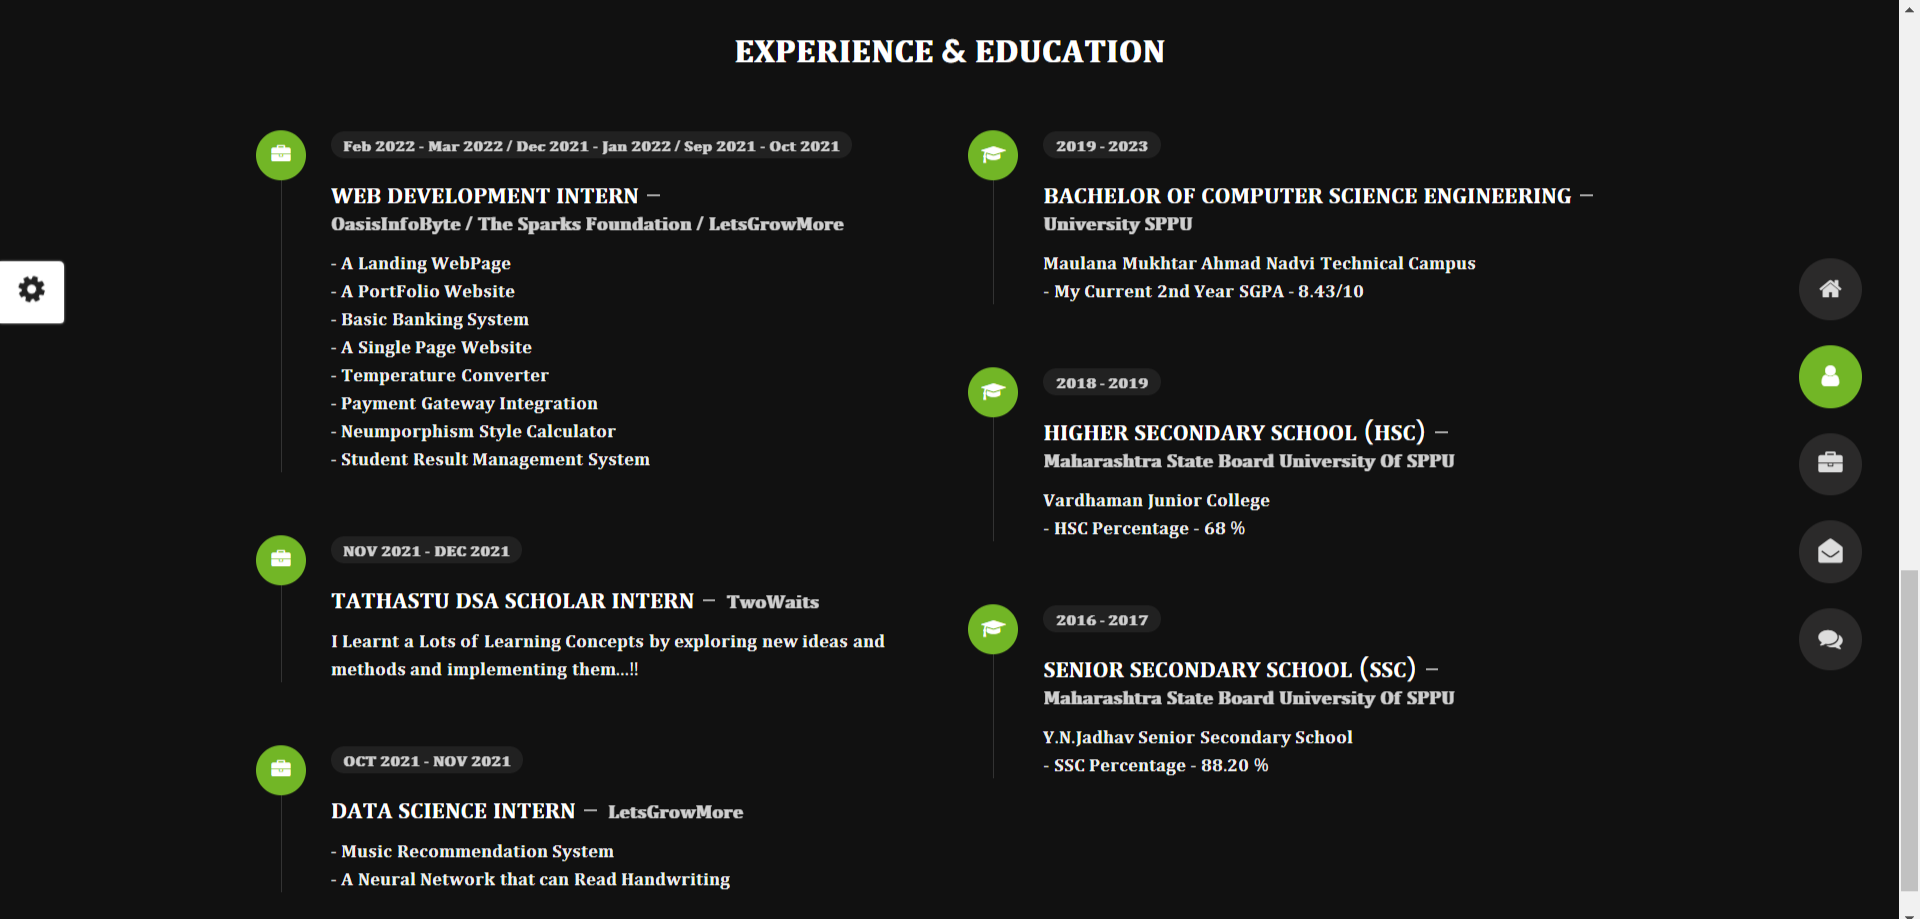 EXPERIENCE & EDUCATION
Feb 2022 - Mar 2022 / Dec 2021 - Jan 2022 / Sep 2021 - Oct 2021
WEB DEVELOPMENT INTERN —
OasisInfoByte / The Sparks Foundation / LetsGrowMore
- A Landing WebPage
- A PortFolio Website
- Basic Banking System
- A Single Page Website
- Temperature Converter
- Payment Gateway Integration
- Neumporphism Style Calculator
- Student Result Management System
NOV 2021 - DEC 2021
TATHASTU DSA SCHOLAR INTERN — TwoWaits
I Learnt a Lots of Learning Concepts by exploring new ideas and
methods and implementing them...!!
OCT 2021 - NOV 2021
DATA SCIENCE INTERN — LetsGrowMore
- Music Recommendation System
- A Neural Network that can Read Handwriting
2019 - 2023
BACHELOR OF COMPUTER SCIENCE ENGINEERING —
University SPPU
Maulana Mukhtar Ahmad Nadvi Technical Campus
- My Current 2nd Year SGPA - 8.43/10
2018 - 2019
HIGHER SECONDARY SCHOOL (HSC) —
Maharashtra State Board University Of SPPU
Vardhaman Junior College
- HSC Percentage - 68 %
2016 - 2017
SENIOR SECONDARY SCHOOL (SSC) —
Maharashtra State Board University Of SPPU
Y.N.Jadhav Senior Secondary School
- SSC Percentage - 88.20 %